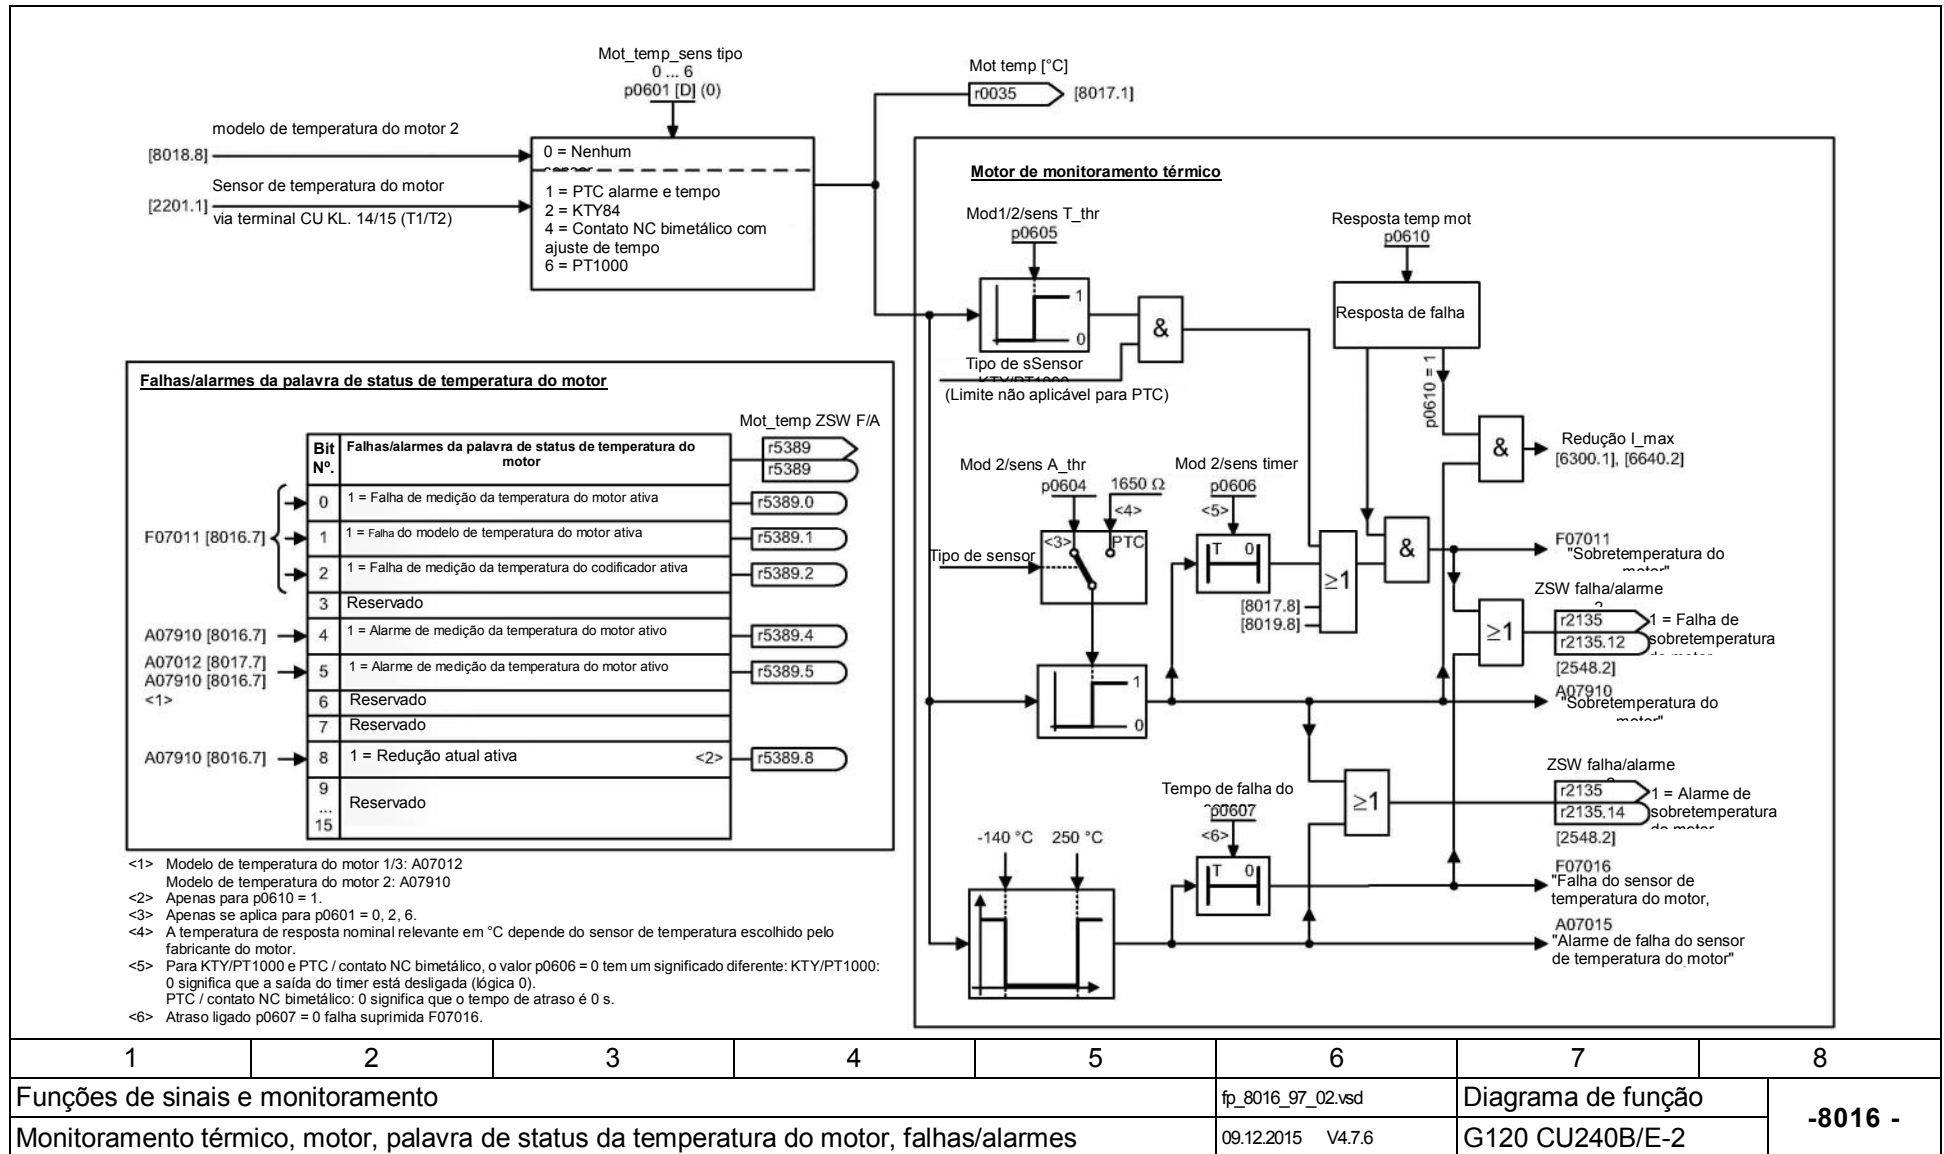 Mot_temp_sens tipo
0 ... 6
p0601 [D] (0)
Mot temp [°C]
r0035
[8017.1]
modelo de temperatura do motor 2
[8018.8]
Sensor de temperatura do motor
[2201.1]
via terminal CU KL. 14/15 (T1/T2)
0 = Nenhum
1 = PTC alarme e tempo
2 = KTY84
4 = Contato NC bimetálico com
ajuste de tempo
6 = PT1000
Motor de monitoramento térmico
Mod1/2/sens T_thr
p0605
1
0
&
Tipo de sSensor
KTY/PT1000
(Limite não aplicável para PTC)
Resposta temp mot
p0610
Resposta de falha
p0610 = 1
&
Redução I_max
[6300.1], [6640.2]
Mod 2/sens A_thr
p0604
1650 Ω
<4>
<3>
PTC
Tipo de sensor
Mod 2/sens timer
p0606
<5>
T 0
[8017.8]
[8019.8]
≥1
&
F07011
"Sobretemperatura do
motor"
ZSW falha/alarme
r2135
r2135.12
1 = Falha de
sobretemperatura
do motor
[2548.2]
≥1
1
0
A07910
"Sobretemperatura do
motor"
ZSW falha/alarme
r2135
r2135.14
1 = Alarme de
sobretemperatura
do motor
[2548.2]
≥1
Tempo de falha do
p0607
<6>
T 0
-140 °C 250 °C
F07016
"Falha do sensor de
temperatura do motor,
A07015
"Alarme de falha do sensor
de temperatura do motor"
Falhas/alarmes da palavra de status de temperatura do motor
Mot_temp ZSW F/A
r5389
r5389
Bit
Nº.
Falhas/alarmes da palavra de status de temperatura do
motor
F07011 [8016.7]
0 1 = Falha de medição da temperatura do motor ativa r5389.0
1 1 = Falha do modelo de temperatura do motor ativa r5389.1
2 1 = Falha de medição da temperatura do codificador ativa r5389.2
3 Reservado
A07910 [8016.7] 4 1 = Alarme de medição da temperatura do motor ativo r5389.4
A07012 [8017.7]
A07910 [8016.7]
<1>
5 1 = Alarme de medição da temperatura do motor ativo r5389.5
6 Reservado
7 Reservado
A07910 [8016.7] 8 1 = Redução atual ativa <2> r5389.8
9
...
15
Reservado
<1> Modelo de temperatura do motor 1/3: A07012
Modelo de temperatura do motor 2: A07910
<2> Apenas para p0610 = 1.
<3> Apenas se aplica para p0601 = 0, 2, 6.
<4> A temperatura de resposta nominal relevante em °C depende do sensor de temperatura escolhido pelo
fabricante do motor.
<5> Para KTY/PT1000 e PTC / contato NC bimetálico, o valor p0606 = 0 tem um significado diferente: KTY/PT1000:
0 significa que a saída do timer está desligada (lógica 0).
PTC / contato NC bimetálico: 0 significa que o tempo de atraso é 0 s.
<6> Atraso ligado p0607 = 0 falha suprimida F07016.
1 2 3 4 5 6 7 8
Funções de sinais e monitoramento
fp_8016_97_02.vsd
Diagrama de função
-8016 -
Monitoramento térmico, motor, palavra de status da temperatura do motor, falhas/alarmes
09.12.2015 V4.7.6
G120 CU240B/E-2